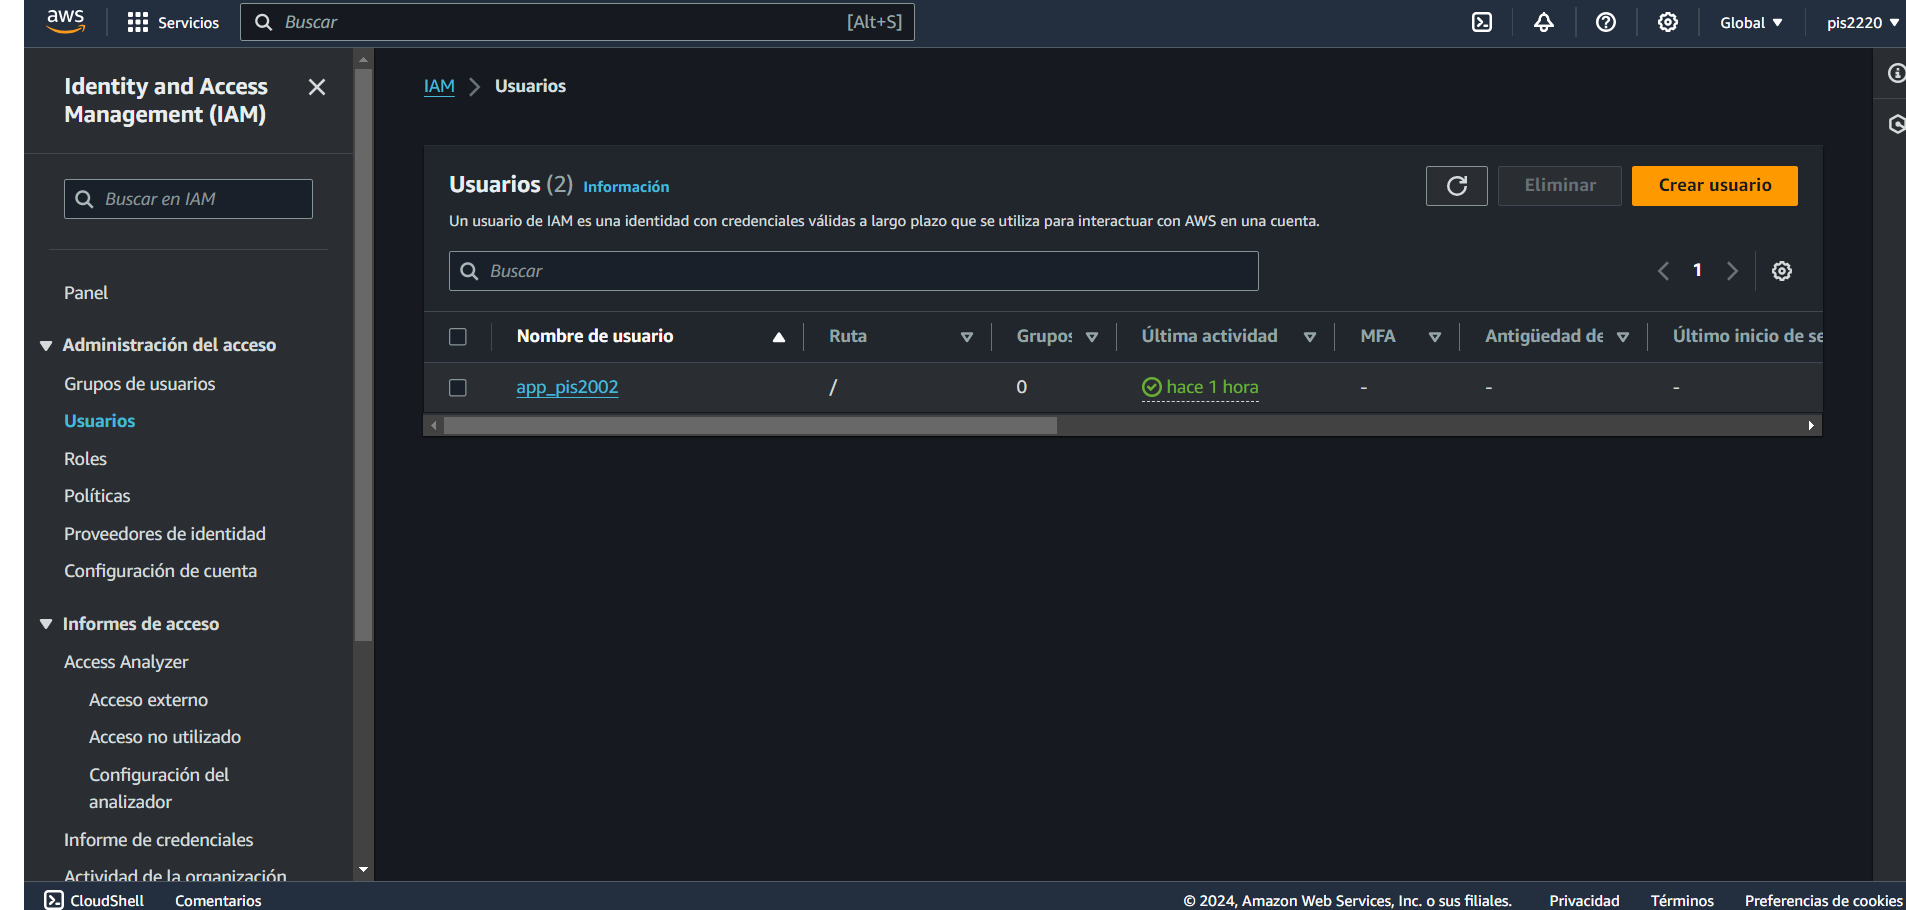 aws
Servicios
Buscar
[Alt+S]
Global
pis2220
Identity and Access
Management (IAM)
Buscar en IAM
Panel
Administración del acceso
Grupos de usuarios
Usuarios
Roles
Políticas
Proveedores de identidad
Configuración de cuenta
Informes de acceso
Access Analyzer
Acceso externo
Acceso no utilizado
Configuración del
analizador
Informe de credenciales
Actividad de la organización
IAM
Usuarios
Usuarios (2) Información
Eliminar
Crear usuario
Un usuario de IAM es una identidad con credenciales válidas a largo plazo que se utiliza para interactuar con AWS en una cuenta.
Buscar
1
Nombre de usuario Ruta Grupos Última actividad MFA Antigüedad de Último inicio de se
app_pis2002 / 0 hace 1 hora - - -
CloudShell
Comentarios
© 2024, Amazon Web Services, Inc. o sus filiales.
Privacidad
Términos
Preferencias de cookies